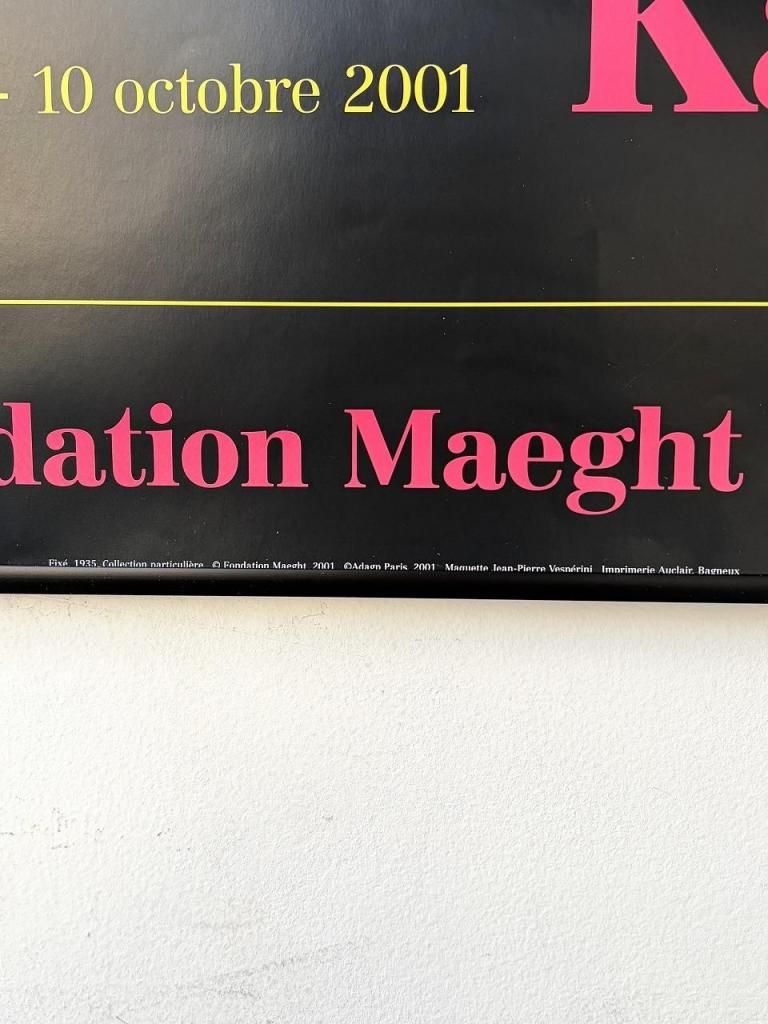 - 10 octobre 2001 Ka
dation Maeght
Fixé, 1935. Collection particulière © Fondation Maeght, 2001 ©Adagp Paris, 2001 Maquette Jean-Pierre Vespérini Imprimerie Auclair, Bagneux